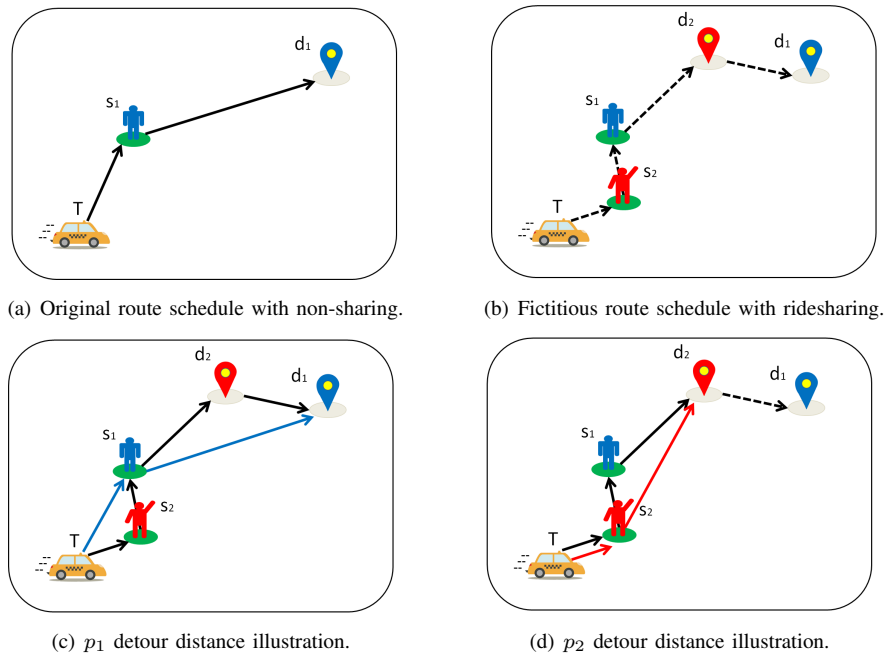 d₁
s₁
T
(a) Original route schedule with non-sharing.
d₂
d₁
s₁
s₂
T
(b) Fictitious route schedule with ridesharing.
d₂
d₁
s₁
s₂
T
(c) p₁ detour distance illustration.
d₂
d₁
s₁
s₂
T
(d) p₂ detour distance illustration.